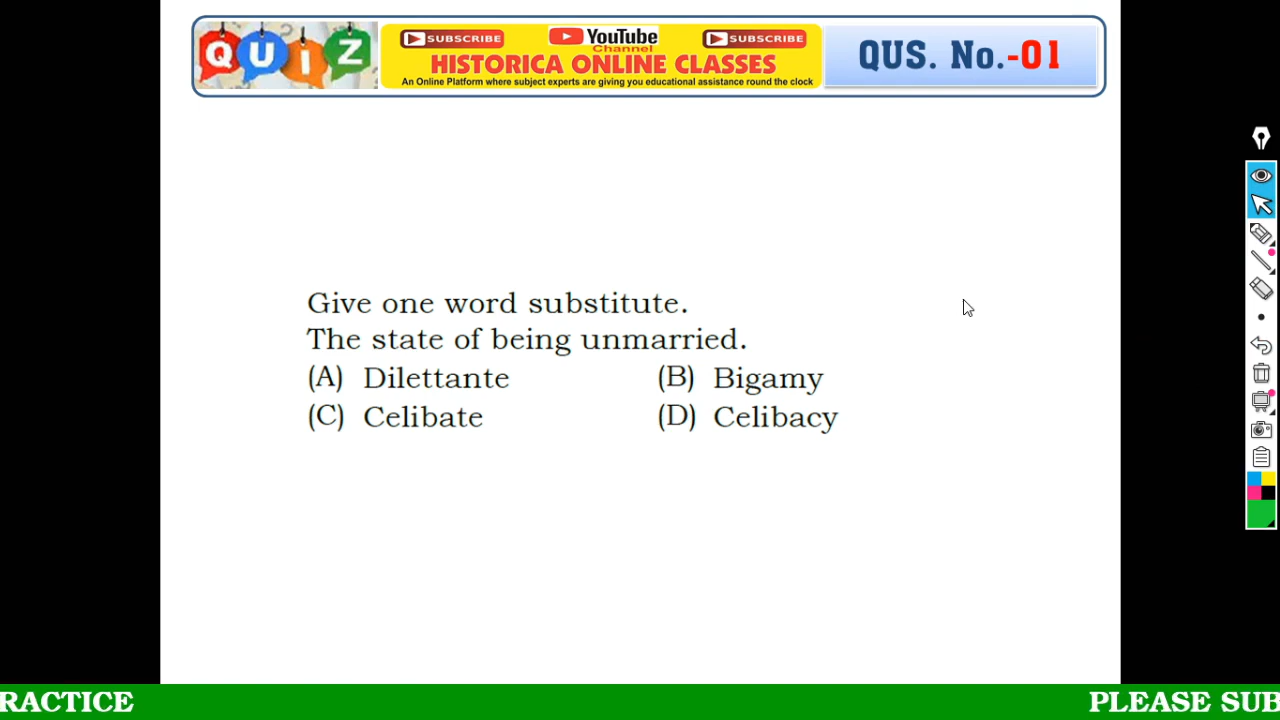 QUIZ
SUBSCRIBE YouTube SUBSCRIBE
Channel
HISTORICA ONLINE CLASSES
An Online Platform where subject experts are giving you educational assistance round the clock
QUS. No.-01
Give one word substitute.
The state of being unmarried.
(A) Dilettante (B) Bigamy
(C) Celibate (D) Celibacy
RACTICE PLEASE SUB